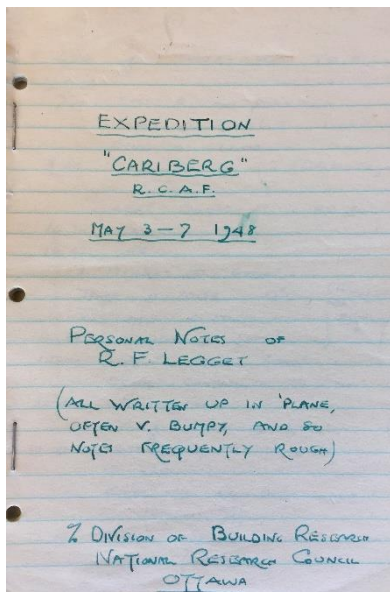 EXPEDITION
"CARIBERG"
R.C.A.F.
MAY 3-7 1948
PERSONAL NOTES OF
R.F. LEGGET
(ALL WRITTEN UP IN 'PLANE,
OFTEN V. BUMPY, AND SO
NOTES FREQUENTLY ROUGH)
% DIVISION OF BUILDING RESEARCH
NATIONAL RESEARCH COUNCIL
OTTAWA